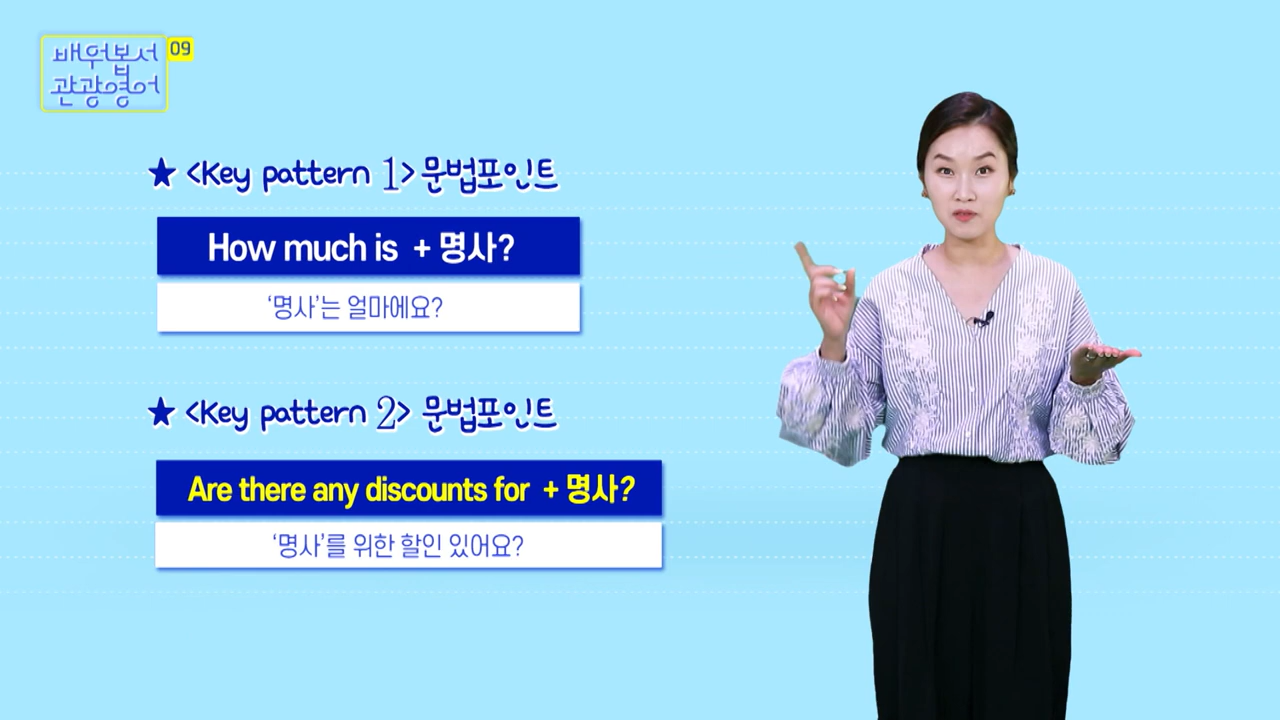 배워봅서
관광영어
09
★ <Key pattern 1> 문법포인트
How much is + 명사?
‘명사’는 얼마에요?
★ <Key pattern 2> 문법포인트
Are there any discounts for + 명사?
‘명사’를 위한 할인 있어요?